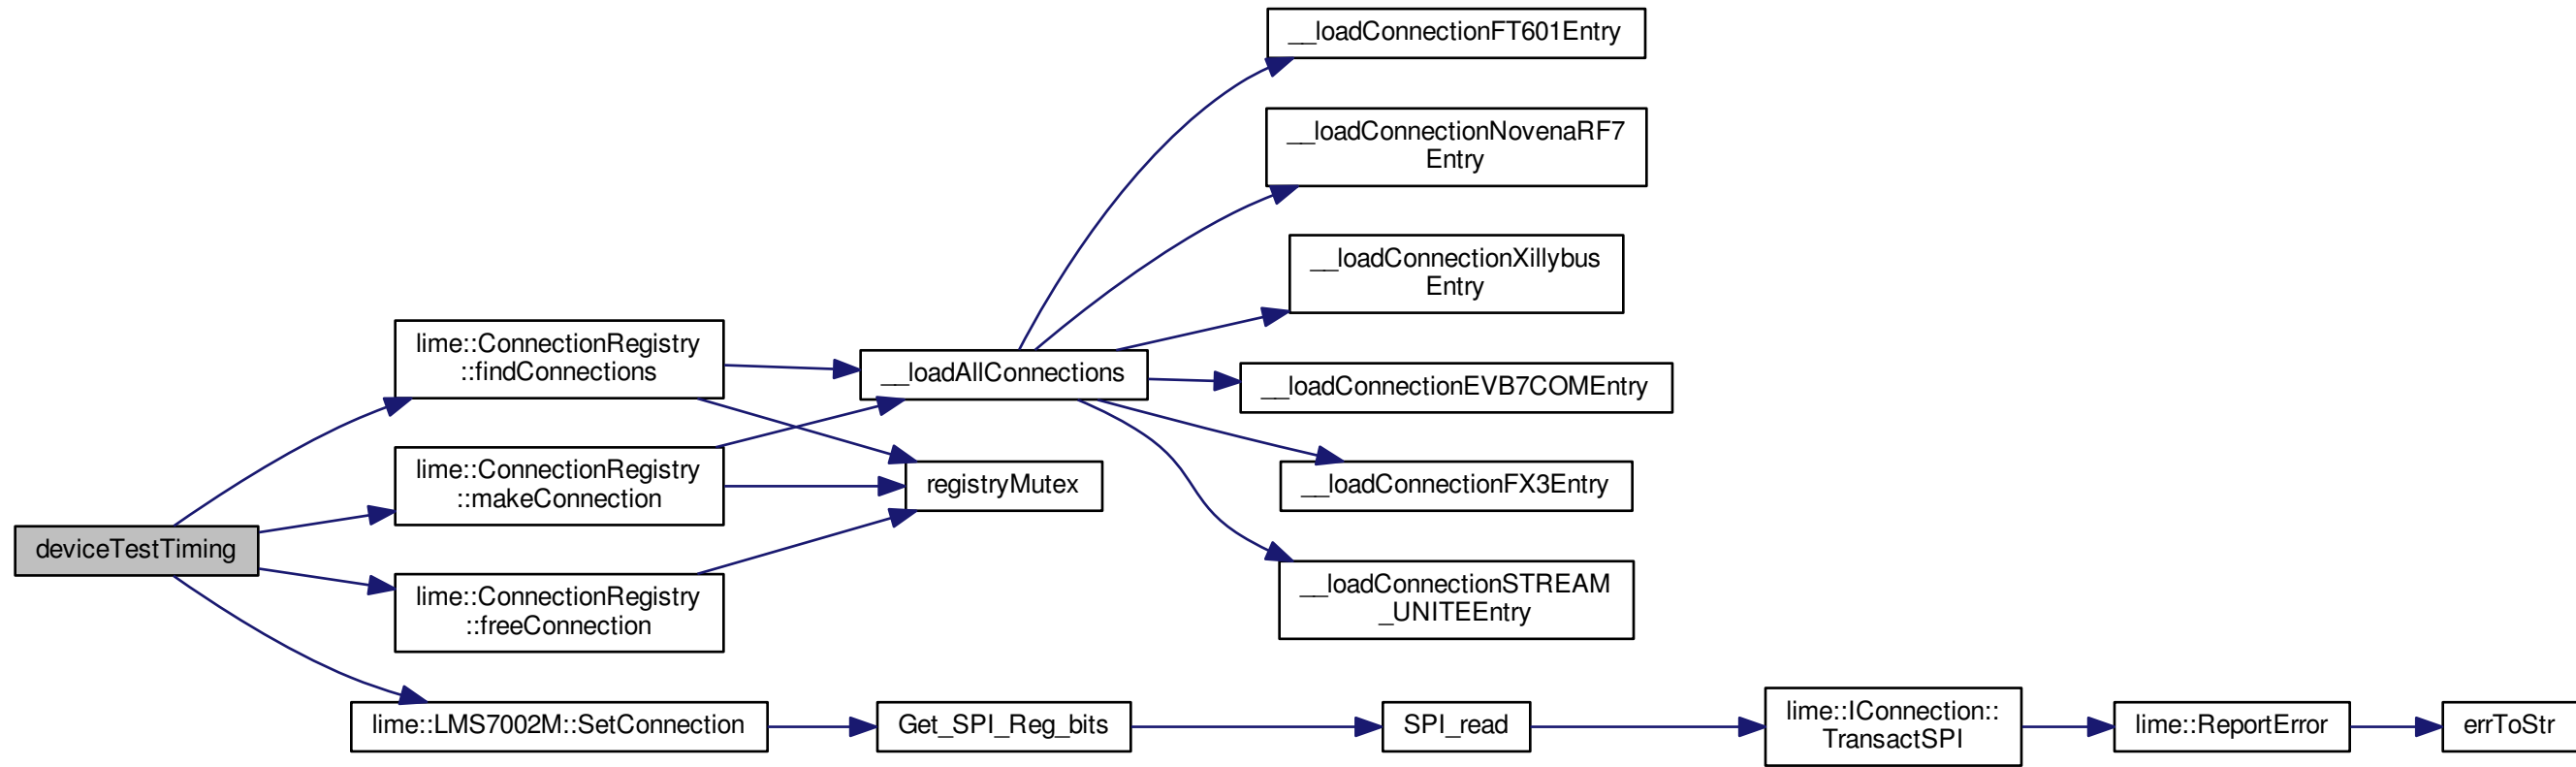 __loadConnectionFT601Entry
__loadConnectionNovenaRF7
Entry
__loadConnectionXillybus
Entry
lime::ConnectionRegistry
::findConnections
__loadAllConnections
__loadConnectionEVB7COMEntry
lime::ConnectionRegistry
::makeConnection
registryMutex
__loadConnectionFX3Entry
deviceTestTiming
lime::ConnectionRegistry
::freeConnection
__loadConnectionSTREAM
_UNITEEntry
lime::LMS7002M::SetConnection
Get_SPI_Reg_bits
SPI_read
lime::IConnection::
TransactSPI
lime::ReportError
errToStr